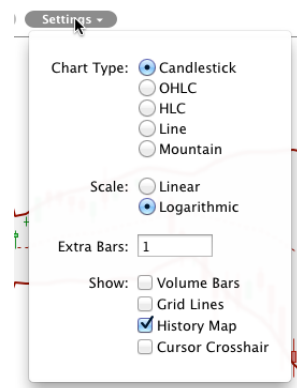 Settings
Chart Type: Candlestick
OHLC
HLC
Line
Mountain
Scale: Linear
Logarithmic
Extra Bars: 1
Show: Volume Bars
Grid Lines
History Map
Cursor Crosshair